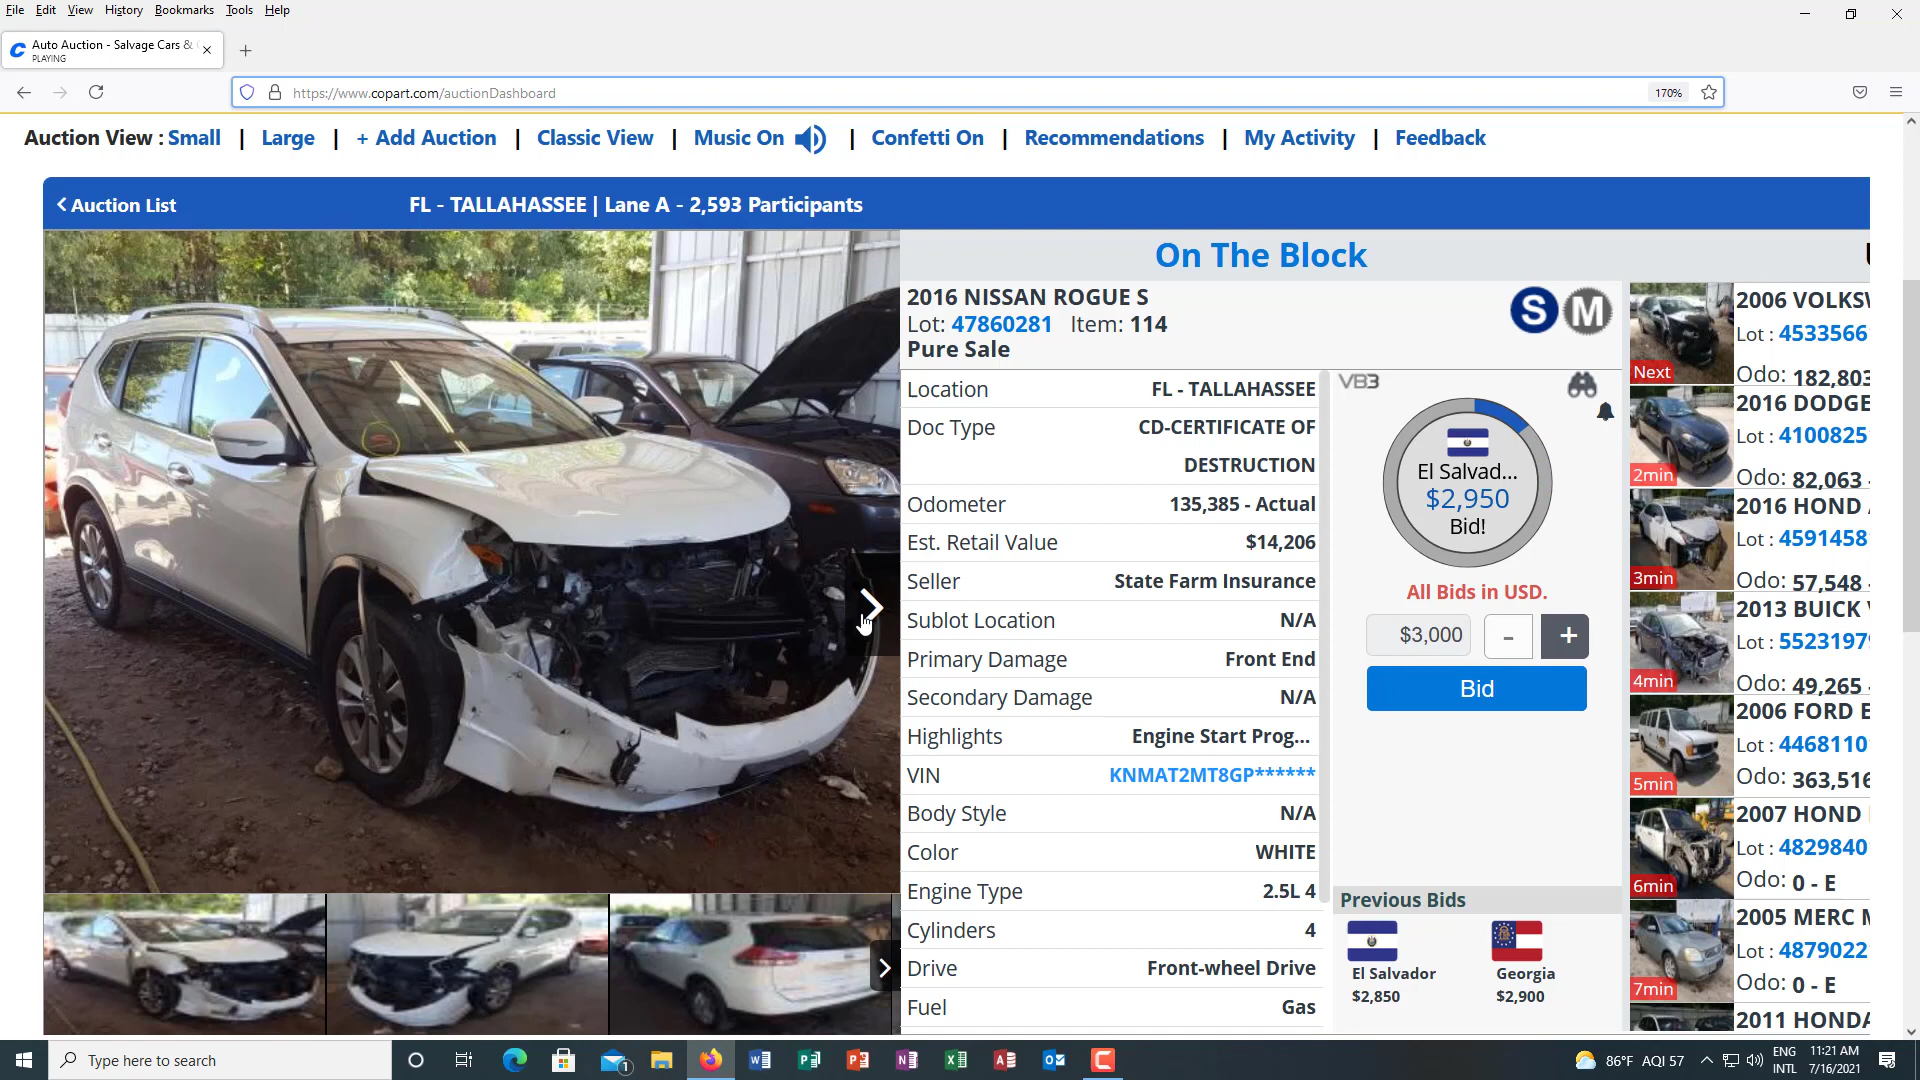 File Edit View History Bookmarks Tools Help
Auto Auction - Salvage Cars &
PLAYING
https://www.copart.com/auctionDashboard
170%
Auction View : Small | Large | + Add Auction | Classic View | Music On | Confetti On | Recommendations | My Activity | Feedback
Auction List
FL - TALLAHASSEE | Lane A - 2,593 Participants
On The Block
2016 NISSAN ROGUE S
Lot: 47860281 Item: 114
Pure Sale
S M
Location FL - TALLAHASSEE
Doc Type CD-CERTIFICATE OF
DESTRUCTION
Odometer 135,385 - Actual
Est. Retail Value $14,206
Seller State Farm Insurance
Sublot Location N/A
Primary Damage Front End
Secondary Damage N/A
Highlights Engine Start Prog...
VIN KNMAT2MT8GP******
Body Style N/A
Color WHITE
Engine Type 2.5L 4
Cylinders 4
Drive Front-wheel Drive
Fuel Gas
VB3
El Salvad...
$2,950
Bid!
All Bids in USD.
$3,000 - +
Bid
Previous Bids
El Salvador
$2,850
Georgia
$2,900
2006 VOLKSV
Lot : 4533566
Next
Odo: 182,803
2016 DODGE
Lot : 4100825
2min
Odo: 82,063 -
2016 HOND
Lot : 4591458
3min
Odo: 57,548 -
2013 BUICK
Lot : 5523197
4min
Odo: 49,265 -
2006 FORD E
Lot : 4468110
5min
Odo: 363,516
2007 HOND
Lot : 4829840
6min
Odo: 0 - E
2005 MERC M
Lot : 4879022
7min
Odo: 0 - E
2011 HONDA
Type here to search
1
86°F AQI 57
ENG
INTL
11:21 AM
7/16/2021